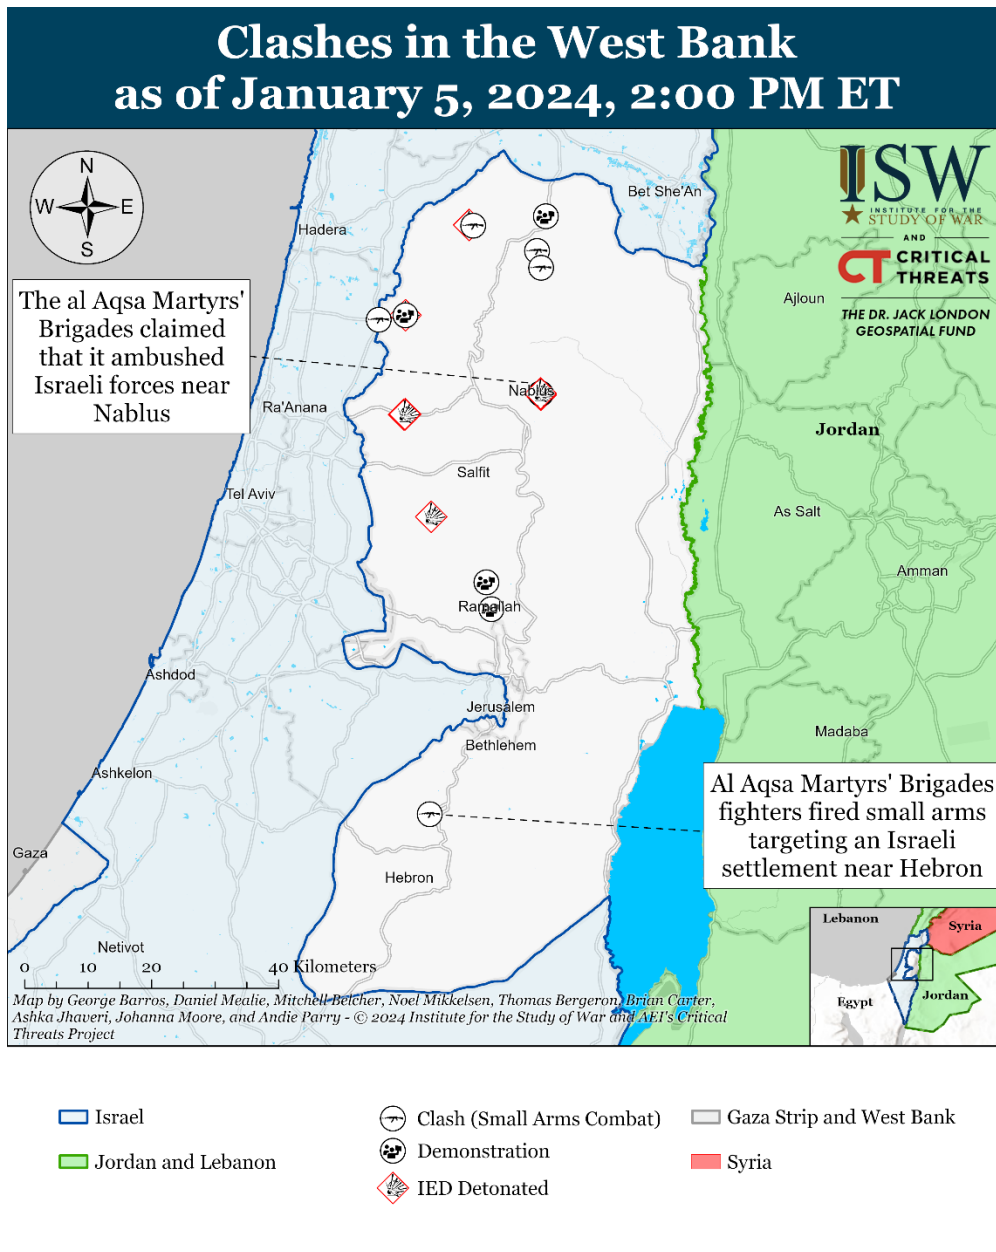 Clashes in the West Bank
as of January 5, 2024, 2:00 PM ET
N
W
E
S
ISW
INSTITUTE FOR THE
STUDY OF WAR
AND
CT CRITICAL
THREATS
THE DR. JACK LONDON
GEOSPATIAL FUND
Bet She'An
Hadera
Ajloun
The al Aqsa Martyrs'
Brigades claimed
that it ambushed
Israeli forces near
Nablus
Nablus
Ra'Anana
Jordan
Salfit
Tel Aviv
As Salt
Amman
Ramallah
Ashdod
Jerusalem
Madaba
Bethlehem
Ashkelon
Al Aqsa Martyrs' Brigades
fighters fired small arms
targeting an Israeli
settlement near Hebron
Gaza
Hebron
Netivot
Lebanon
Syria
Egypt
Jordan
0 10 20 40 Kilometers
Map by George Barros, Daniel Mealie, Mitchell Belcher, Noel Mikkelsen, Thomas Bergeron, Brian Carter,
Ashka Jhaveri, Johanna Moore, and Andie Parry - © 2024 Institute for the Study of War and AEI's Critical
Threats Project
Israel
Clash (Small Arms Combat)
Gaza Strip and West Bank
Demonstration
Jordan and Lebanon
Syria
IED Detonated